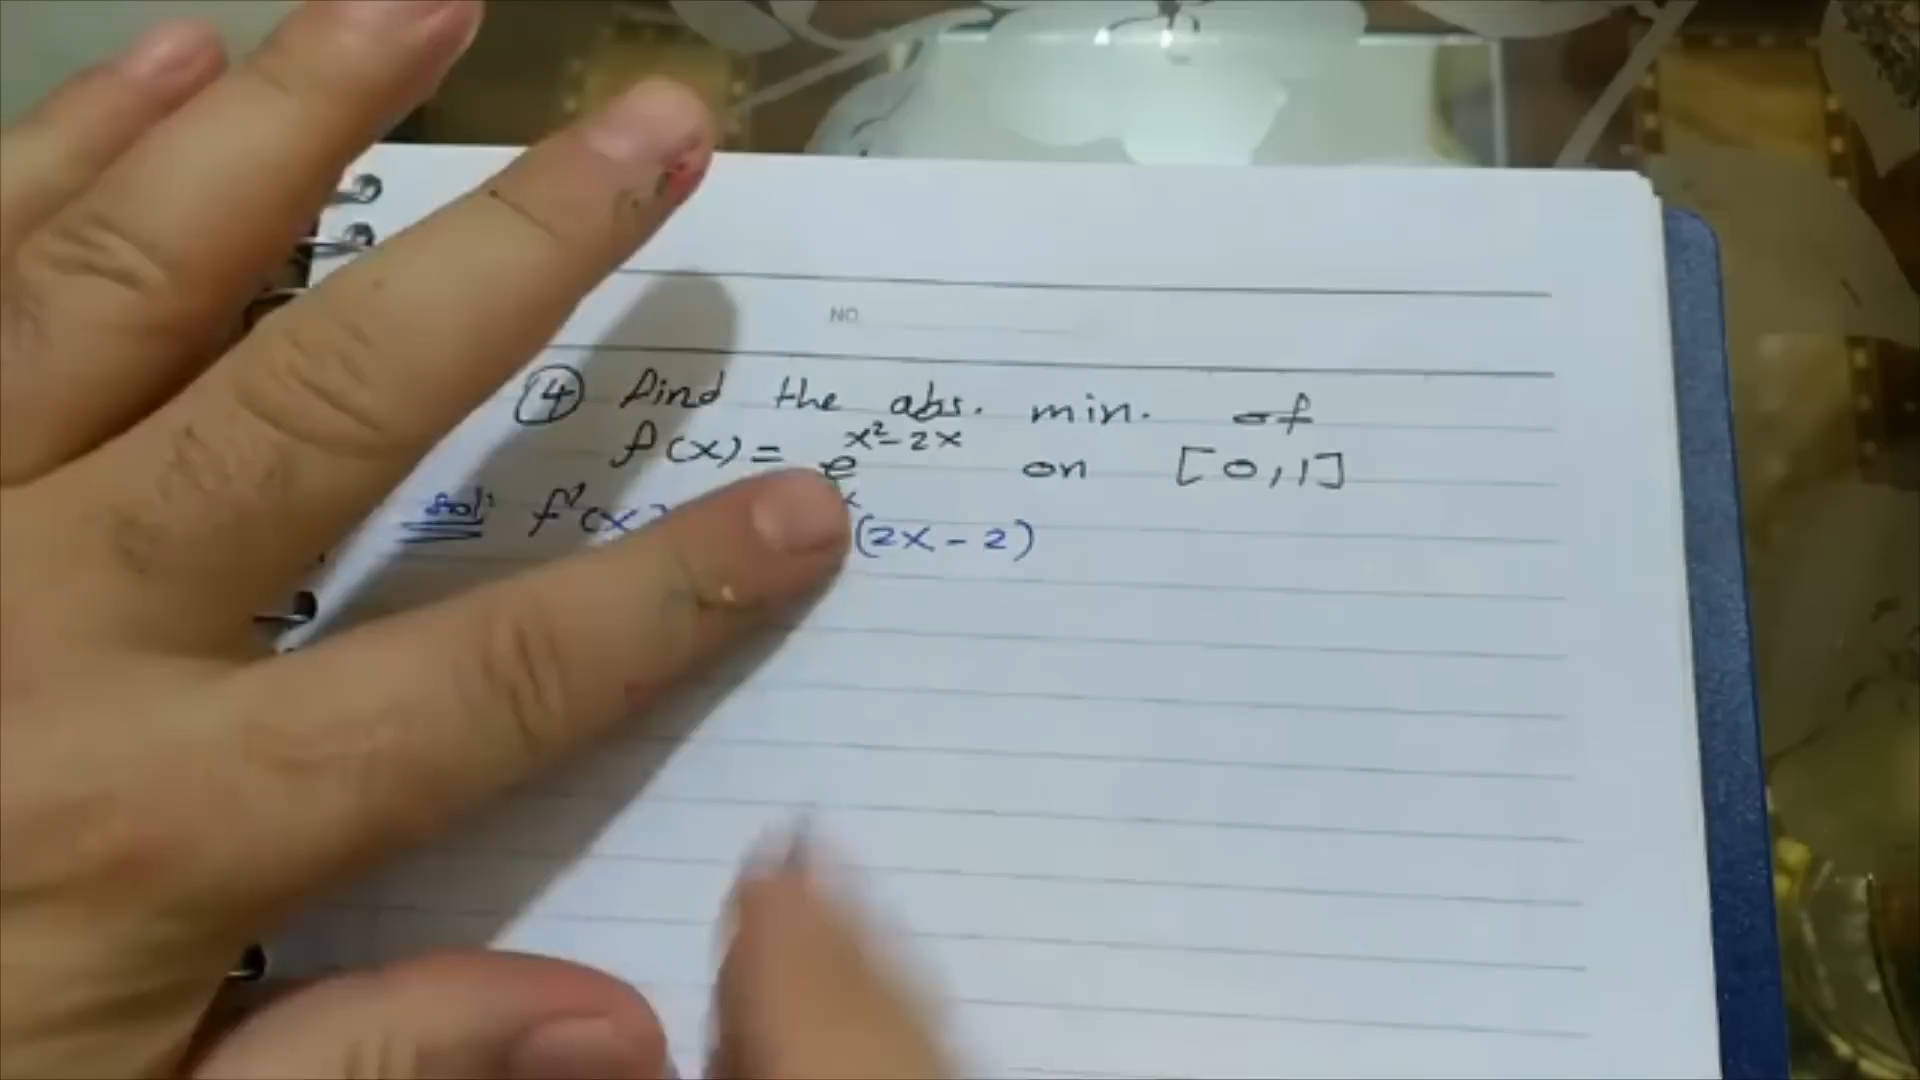 NO
④ find the abs. min. of
f(x) = e^{x²-2x} on [0,1]
sol: f'(x) (2x-2)